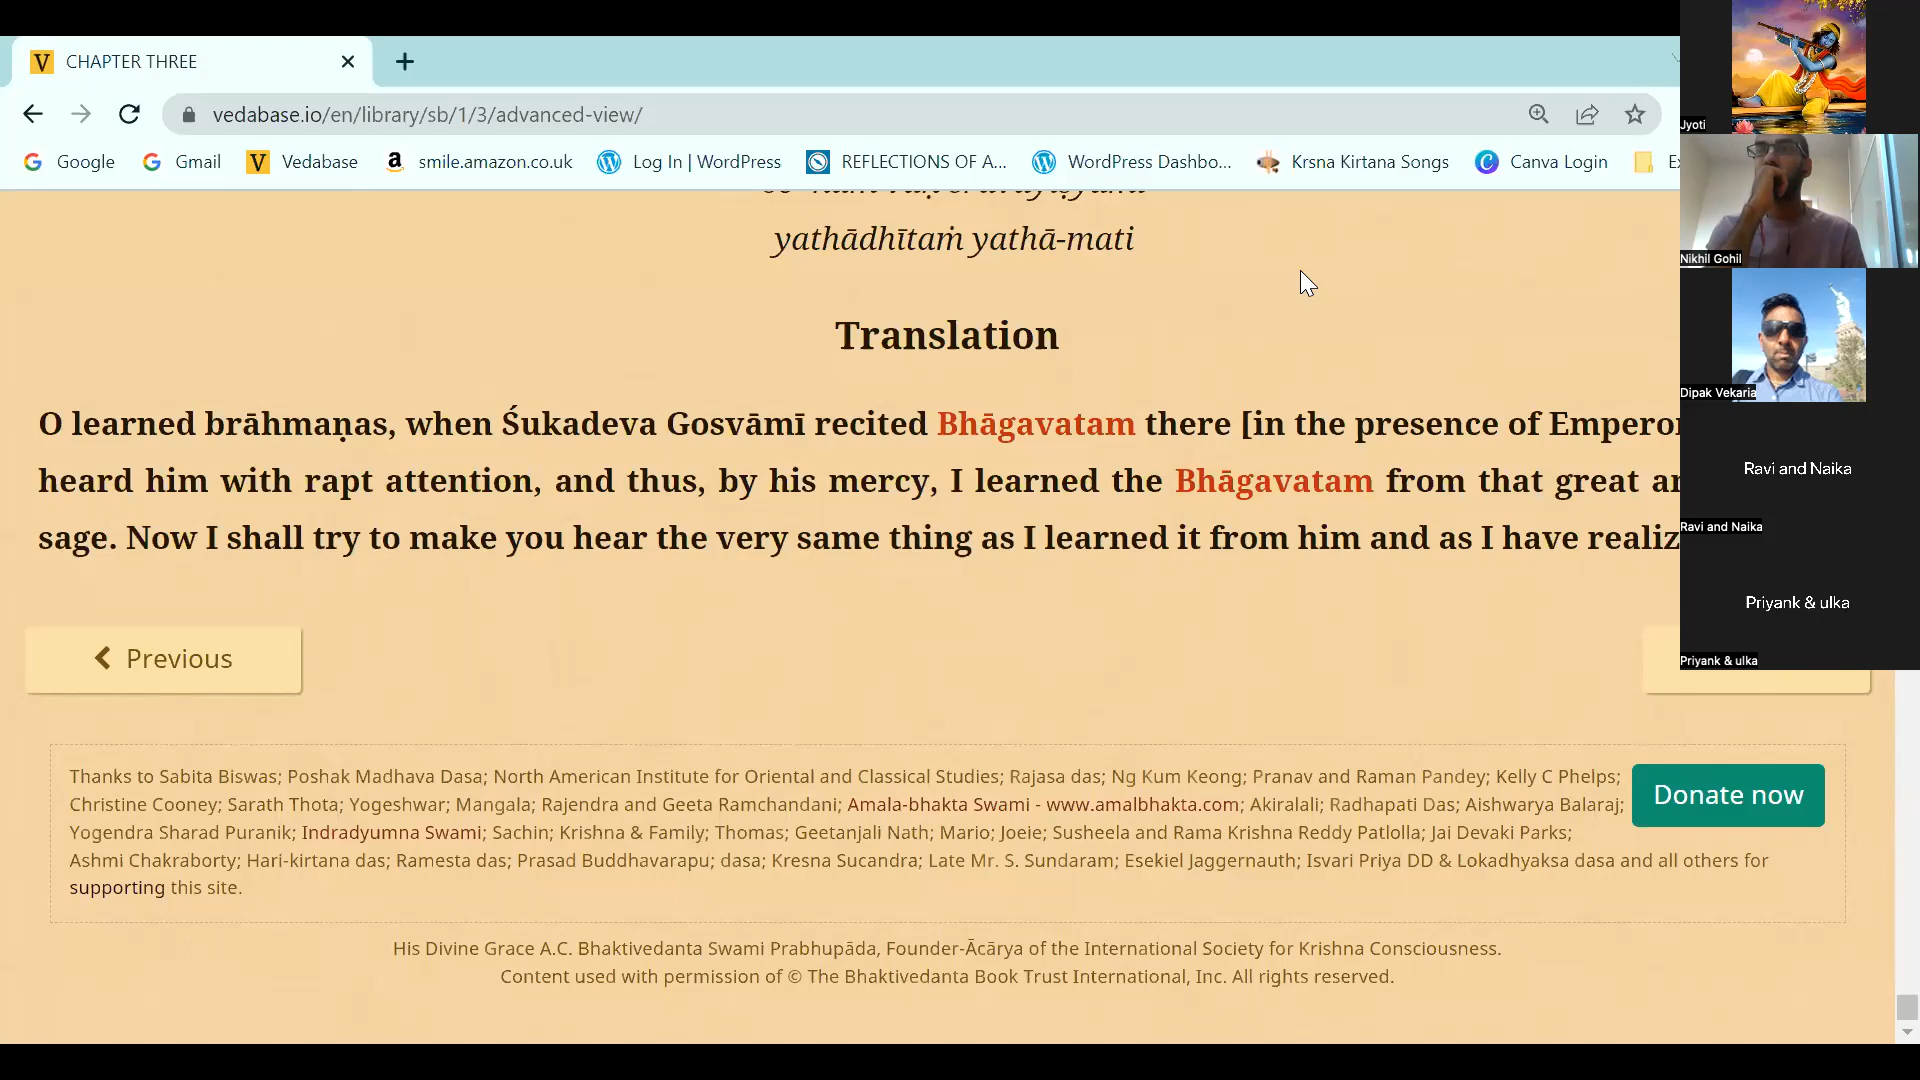 CHAPTER THREE
vedabase.io/en/library/sb/1/3/advanced-view/
Google Gmail Vedabase smile.amazon.co.uk Log In | WordPress REFLECTIONS OF A... WordPress Dashbo... Krsna Kirtana Songs Canva Login
yathādhītaṁ yathā-mati
Translation
O learned brāhmaṇas, when Śukadeva Gosvāmī recited Bhāgavatam there [in the presence of
heard him with rapt attention, and thus, by his mercy, I learned the Bhāgavatam from that great
sage. Now I shall try to make you hear the very same thing as I learned it from him and as I have
Previous
Thanks to Sabita Biswas; Poshak Madhava Dasa; North American Institute for Oriental and Classical Studies; Rajasa das; Ng Kum Keong; Pranav and Raman Pandey; Kelly C Phelps;
Christine Cooney; Sarath Thota; Yogeshwar; Mangala; Rajendra and Geeta Ramchandani; Amala-bhakta Swami - www.amalbhakta.com; Akiralali; Radhapati Das; Aishwarya Balaraj;
Yogendra Sharad Puranik; Indradyumna Swami; Sachin; Krishna & Family; Thomas; Geetanjali Nath; Mario; Joeie; Susheela and Rama Krishna Reddy Patlolla; Jai Devaki Parks;
Ashmi Chakraborty; Hari-kirtana das; Ramesta das; Prasad Buddhavarapu; dasa; Kresna Sucandra; Late Mr. S. Sundaram; Esekiel Jaggernauth; Isvari Priya DD & Lokadhyaksa dasa and all others for
supporting this site.
Donate now
His Divine Grace A.C. Bhaktivedanta Swami Prabhupāda, Founder-Ācārya of the International Society for Krishna Consciousness.
Content used with permission of © The Bhaktivedanta Book Trust International, Inc. All rights reserved.
Jyoti
Nikhil Gohil
Dipak Vekaria
Ravi and Naika
Ravi and Naika
Priyank & ulka
Priyank & ulka